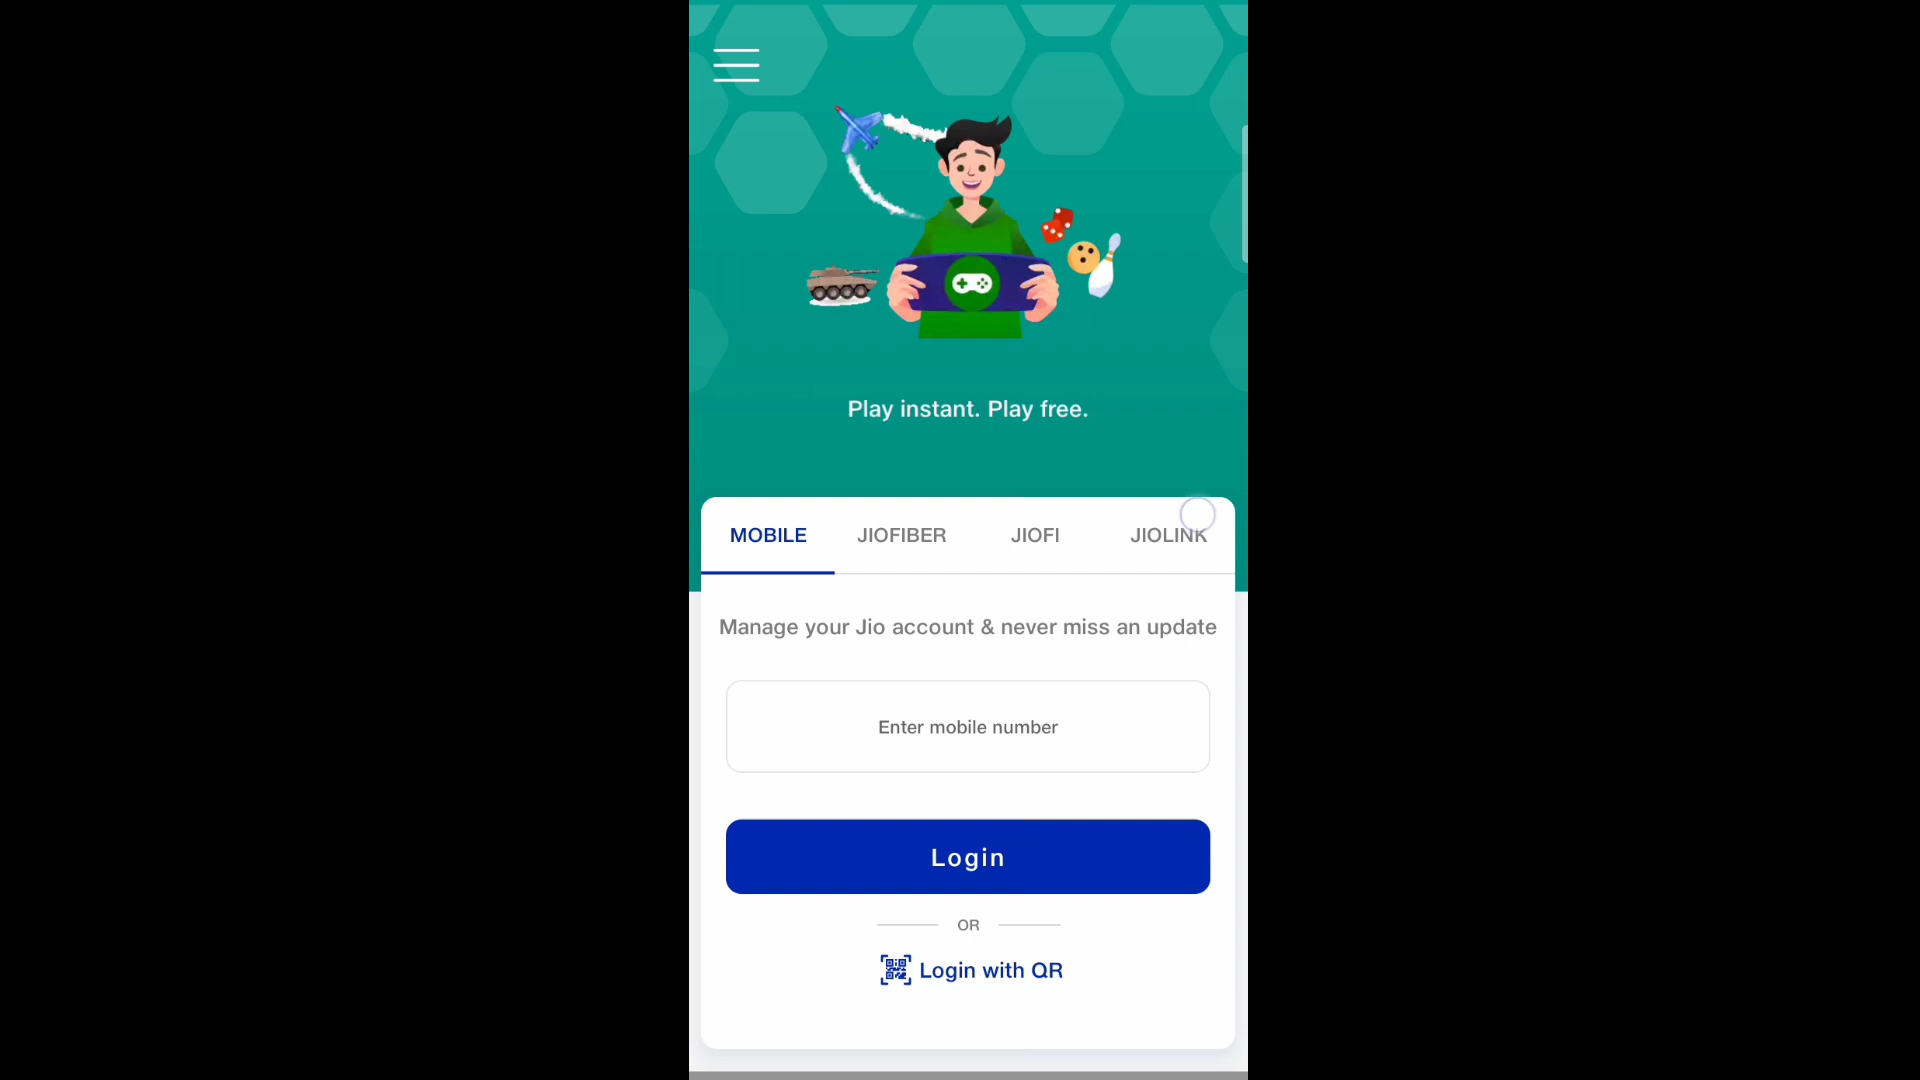 Play instant. Play free.
MOBILE JIOFIBER JIOFI JIOLINK
Manage your Jio account & never miss an update
Enter mobile number
Login
OR
Login with QR